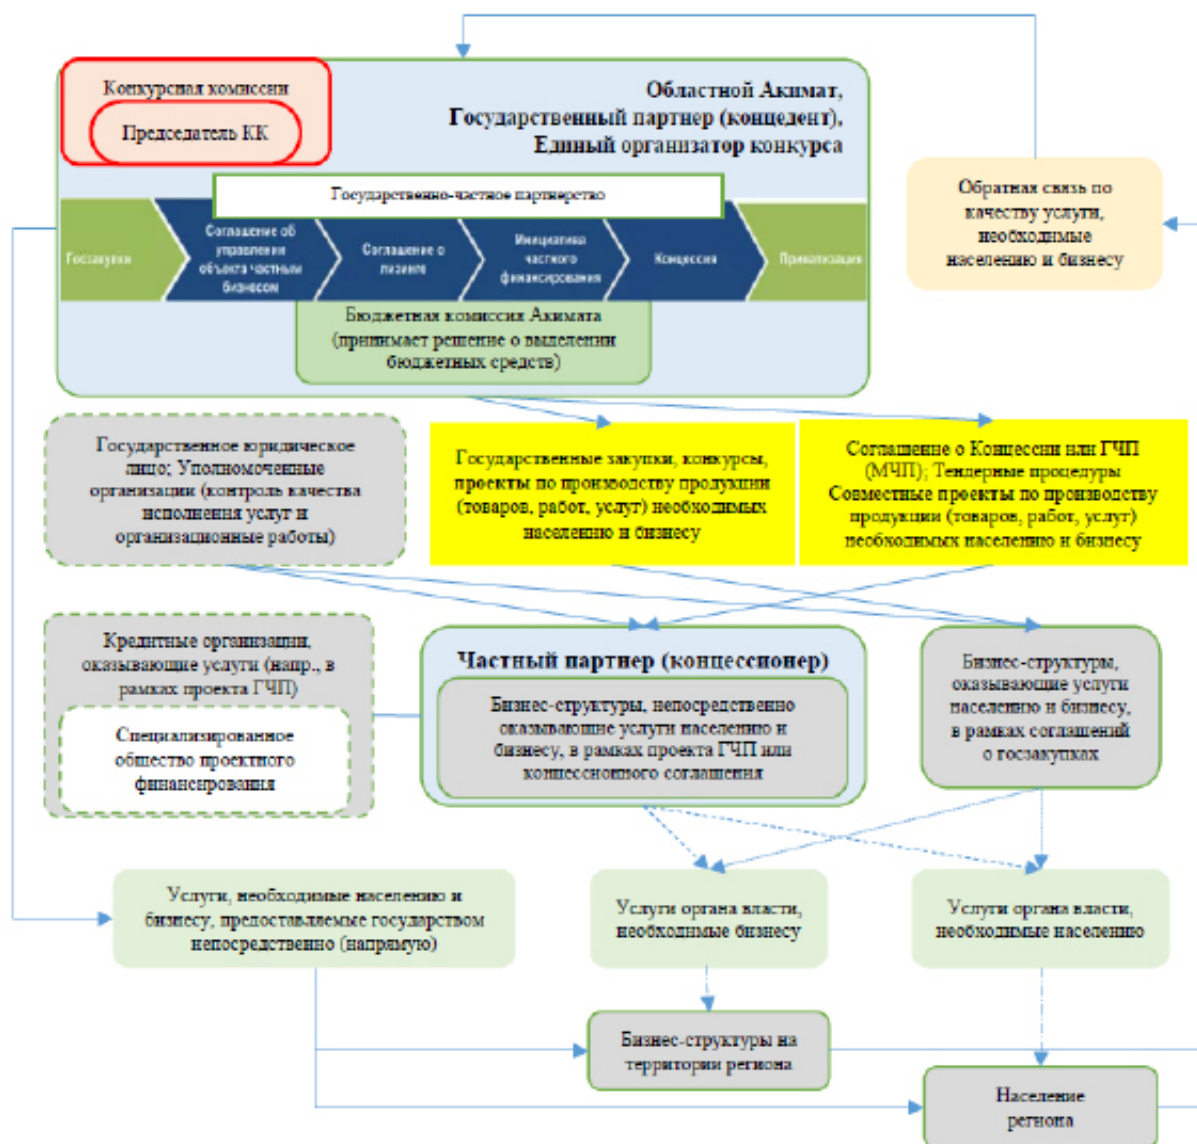 Конкурсная комиссии
Председатель КК
Областной Акимат,
Государственный партнер (концедент),
Единый организатор конкурса
Государственно-частное партнерство
Госзакупки
Соглашение об
управлении
объекта частным
бизнесом
Соглашение о
лизинге
Инициатива
частного
финансирования
Концессия
Приватизация
Бюджетная комиссия Акимата
(принимает решение о выделении
бюджетных средств)
Обратная связь по
качеству услуги,
необходимые
населению и бизнесу
Государственное юридическое
лицо; Уполномоченные
организации (контроль качества
исполнения услуг и
организационные работы)
Государственные закупки, конкурсы,
проекты по производству продукции
(товаров, работ, услуг) необходимых
населению и бизнесу
Соглашение о Концессии или ГЧП
(МЧП); Тендерные процедуры
Совместные проекты по производству
продукции (товаров, работ, услуг)
необходимых населению и бизнесу
Кредитные организации,
оказывающие услуги (напр., в
рамках проекта ГЧП)
Специализированное
общество проектного
финансирования
Частный партнер (концессионер)
Бизнес-структуры, непосредственно
оказывающие услуги населению и
бизнесу, в рамках проекта ГЧП или
концессионного соглашения
Бизнес-структуры,
оказывающие услуги
населению и бизнесу,
в рамках соглашений
о госзакупках
Услуги, необходимые населению и
бизнесу, предоставляемые государством
непосредственно (напрямую)
Услуги органа власти,
необходимые бизнесу
Услуги органа власти,
необходимые населению
Бизнес-структуры на
территории региона
Население
региона